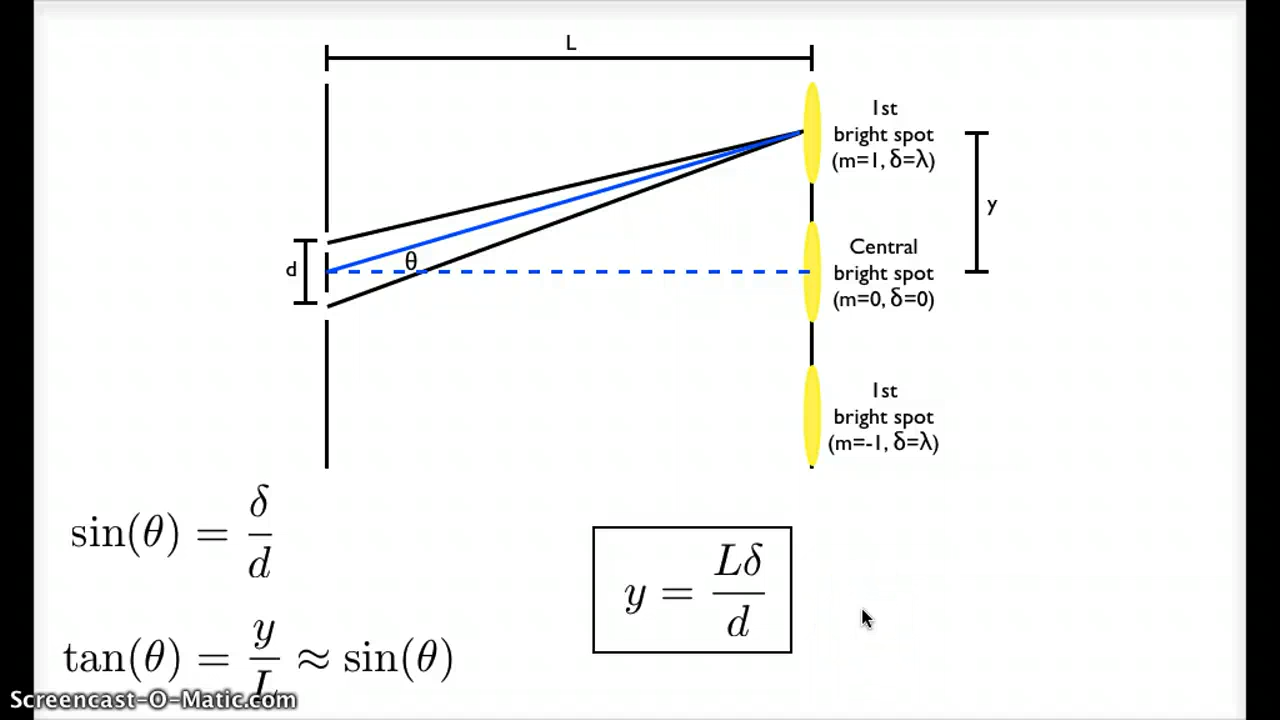 L
1st
bright spot
(m=1, δ=λ)
y
Central
bright spot
(m=0, δ=0)
θ
d
1st
bright spot
(m=-1, δ=λ)
sin(θ) = δ/d
y = Lδ/d
tan(θ) = y/L ≈ sin(θ)
Screencast-O-Matic.com